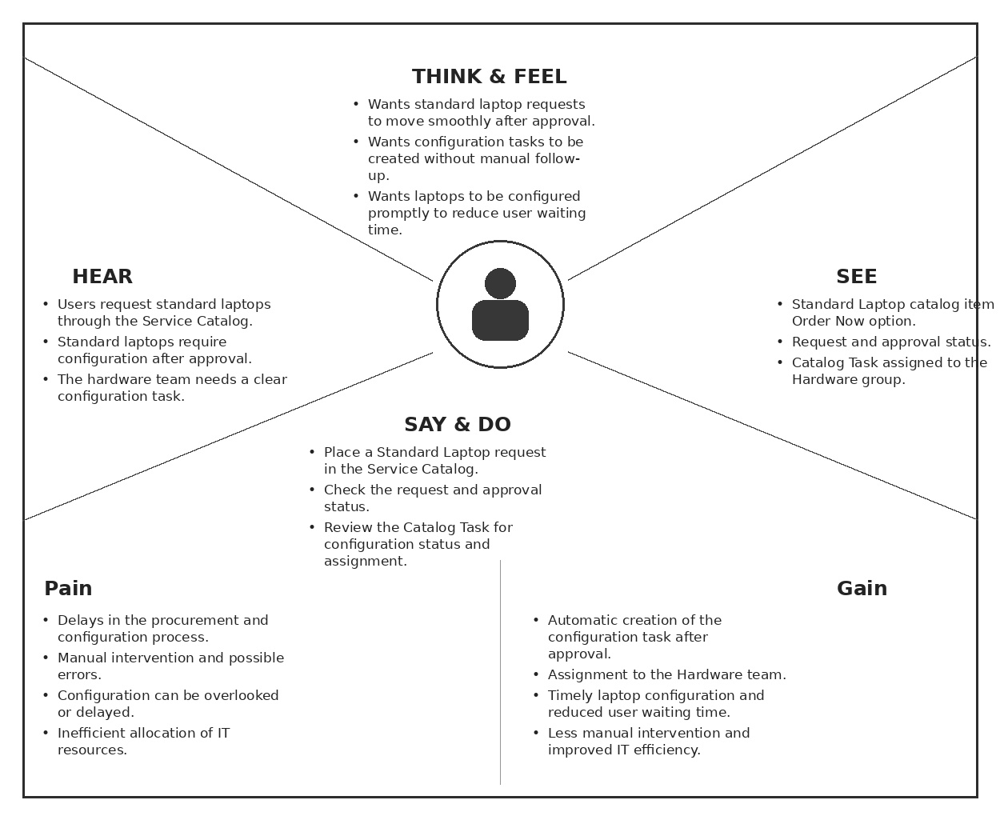 THINK & FEEL
• Wants standard laptop requests
to move smoothly after approval.
• Wants configuration tasks to be
created without manual follow-
up.
• Wants laptops to be configured
promptly to reduce user waiting
time.
HEAR
• Users request standard laptops
through the Service Catalog.
• Standard laptops require
configuration after approval.
• The hardware team needs a clear
configuration task.
SEE
• Standard Laptop catalog item
Order Now option.
• Request and approval status.
• Catalog Task assigned to the
Hardware group.
SAY & DO
• Place a Standard Laptop request
in the Service Catalog.
• Check the request and approval
status.
• Review the Catalog Task for
configuration status and
assignment.
Pain
• Delays in the procurement and
configuration process.
• Manual intervention and possible
errors.
• Configuration can be overlooked
or delayed.
• Inefficient allocation of IT
resources.
Gain
• Automatic creation of the
configuration task after
approval.
• Assignment to the Hardware team.
• Timely laptop configuration and
reduced user waiting time.
• Less manual intervention and
improved IT efficiency.